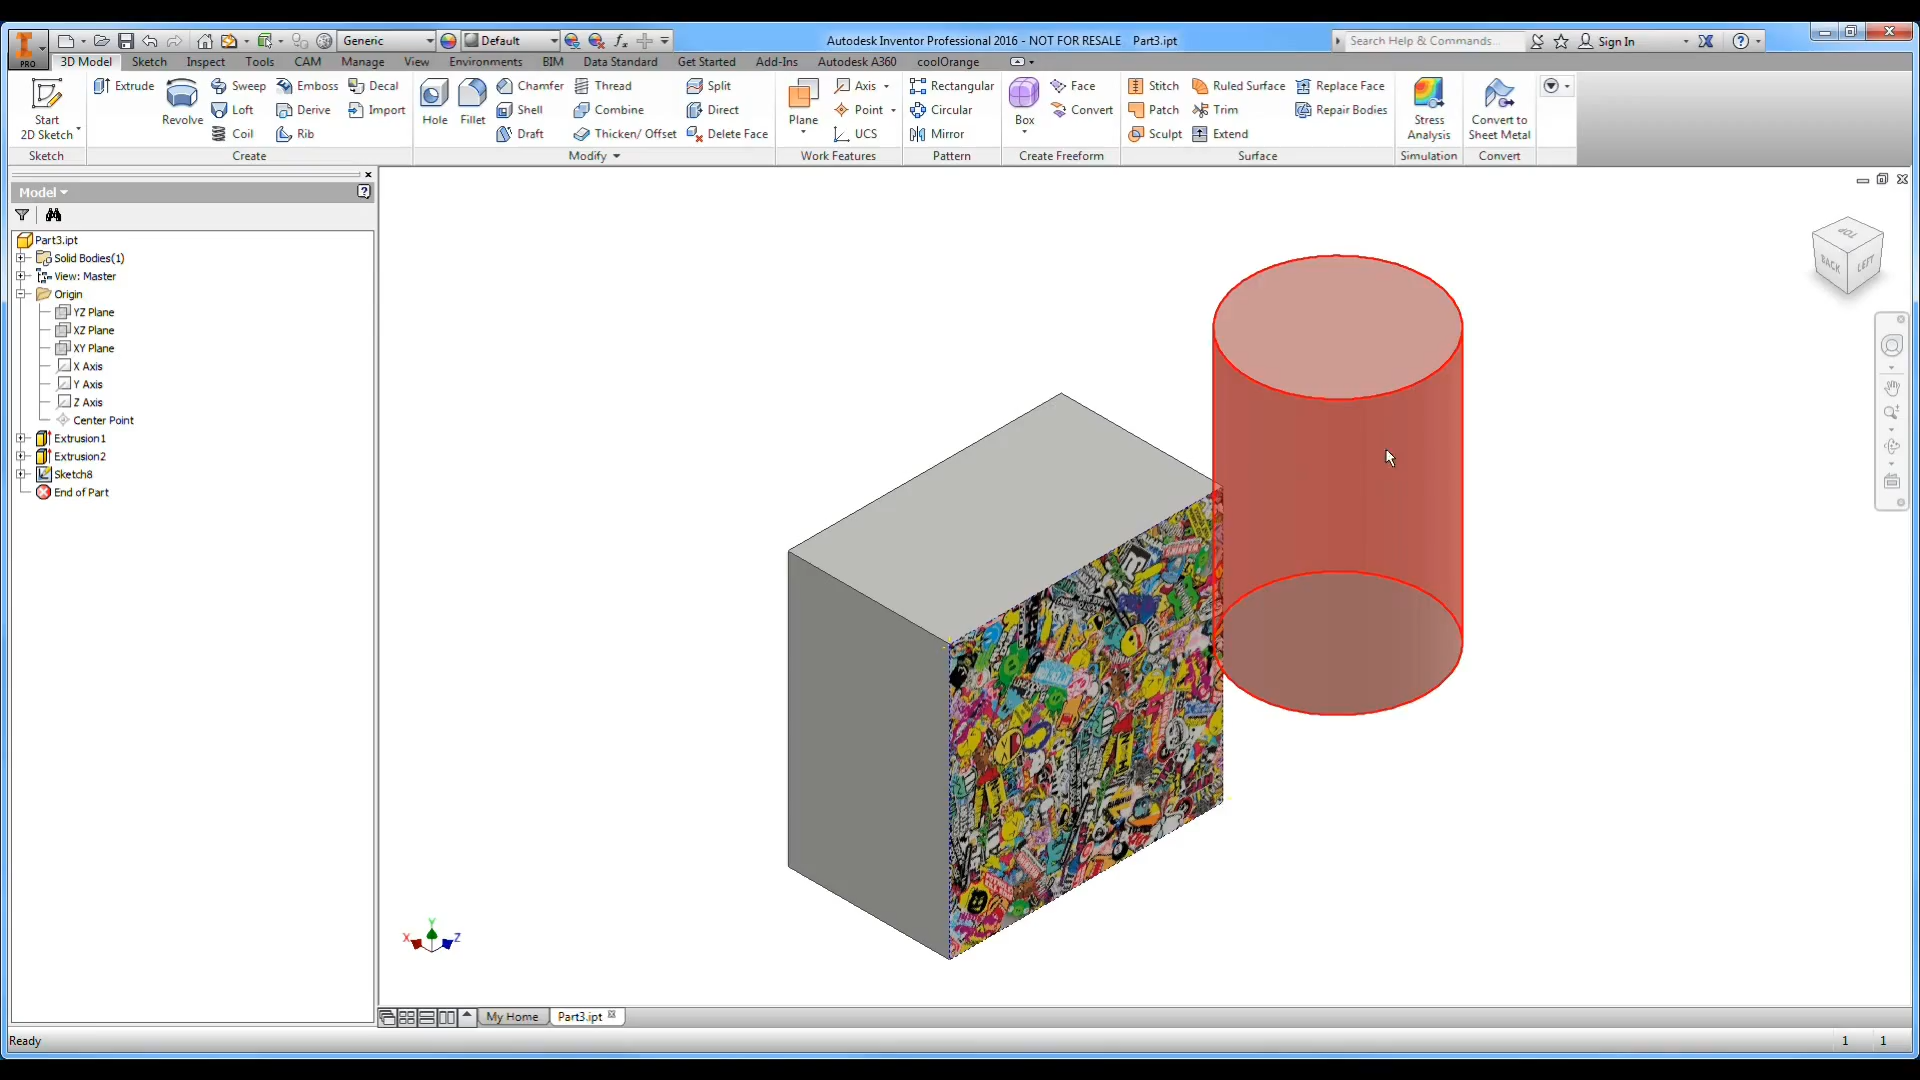 Generic
Default
Autodesk Inventor Professional 2016 - NOT FOR RESALE Part3.ipt
Search Help & Commands...
Sign In
PRO
3D Model Sketch Inspect Tools CAM Manage View Environments BIM Data Standard Get Started Add-Ins Autodesk A360 coolOrange
Start
2D Sketch
Sketch
Extrude
Revolve
Sweep Emboss Decal
Loft Derive Import
Coil Rib
Create
Hole
Fillet
Chamfer Thread Split
Shell Combine Direct
Draft Thicken/ Offset Delete Face
Modify
Plane
Axis
Point
UCS
Work Features
Rectangular
Circular
Mirror
Pattern
Box
Face
Convert
Create Freeform
Stitch Ruled Surface Replace Face
Patch Trim Repair Bodies
Sculpt Extend
Surface
Stress
Analysis
Simulation
Convert to
Sheet Metal
Convert
Model
Part3.ipt
Solid Bodies(1)
View: Master
Origin
YZ Plane
XZ Plane
XY Plane
X Axis
Y Axis
Z Axis
Center Point
Extrusion1
Extrusion2
Sketch8
End of Part
TOP
BACK
LEFT
Y
X
Z
My Home
Part3.ipt
Ready
1 1